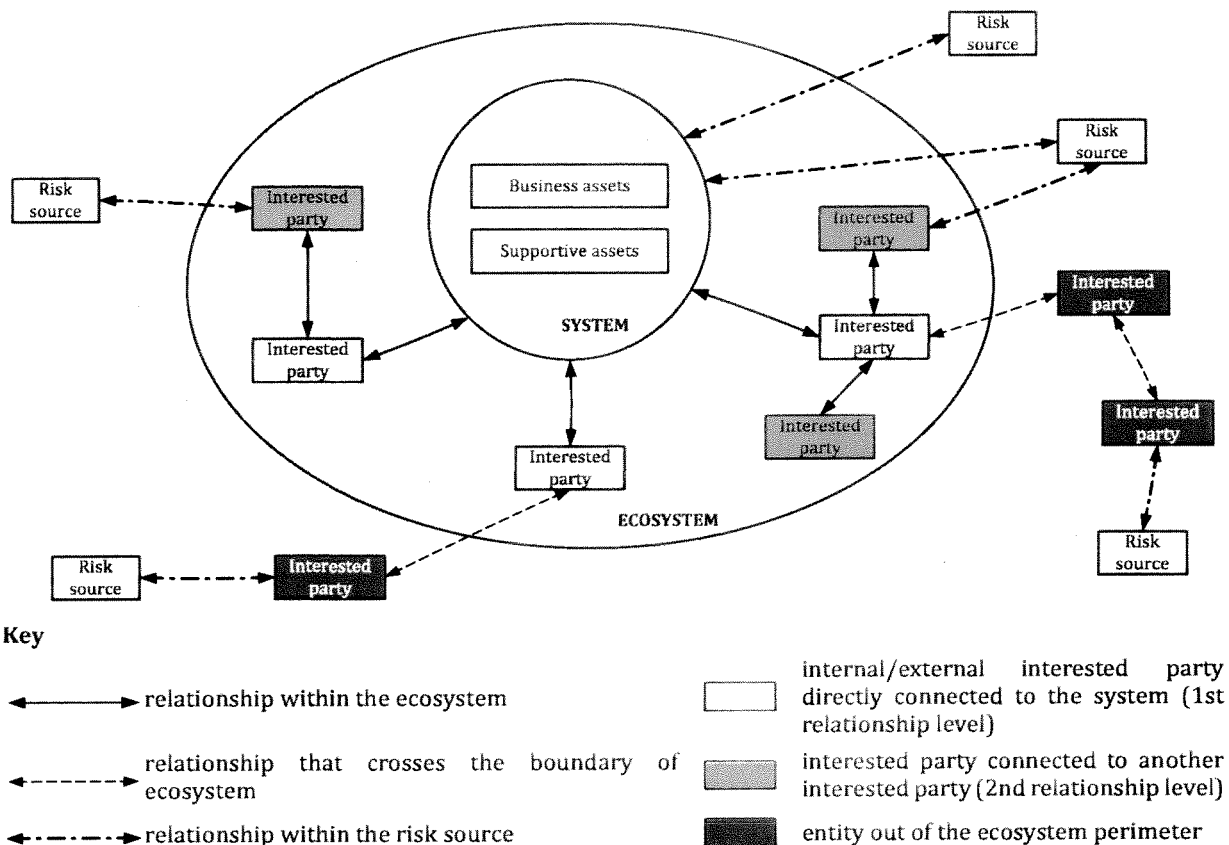 Risk
source
Risk
source
Risk
source
Interested
party
Business assets
Supportive assets
Interested
party
Interested
party
SYSTEM
Interested
party
Interested
party
Interested
party
Interested
party
Interested
party
ECOSYSTEM
Risk
source
Risk
source
Interested
party
Key
relationship within the ecosystem
relationship that crosses the boundary of
ecosystem
relationship within the risk source
internal/external interested party
directly connected to the system (1st
relationship level)
interested party connected to another
interested party (2nd relationship level)
entity out of the ecosystem perimeter